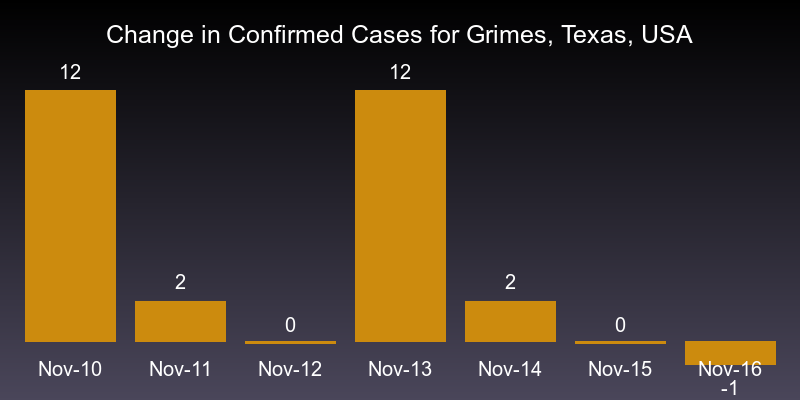 Change in Confirmed Cases for Grimes, Texas, USA
12
2
0
12
2
0
Nov-10
Nov-11
Nov-12
Nov-13
Nov-14
Nov-15
Nov-16
-1